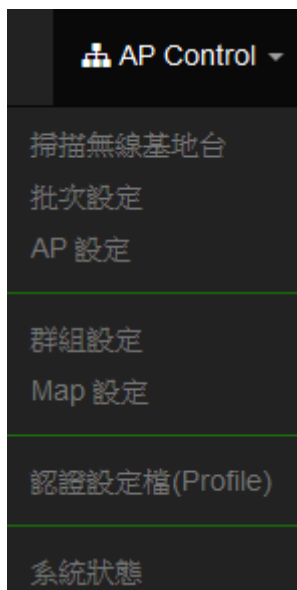 AP Control
掃描無線基地台
批次設定
AP 設定
群組設定
Map 設定
認證設定檔(Profile)
系統狀態